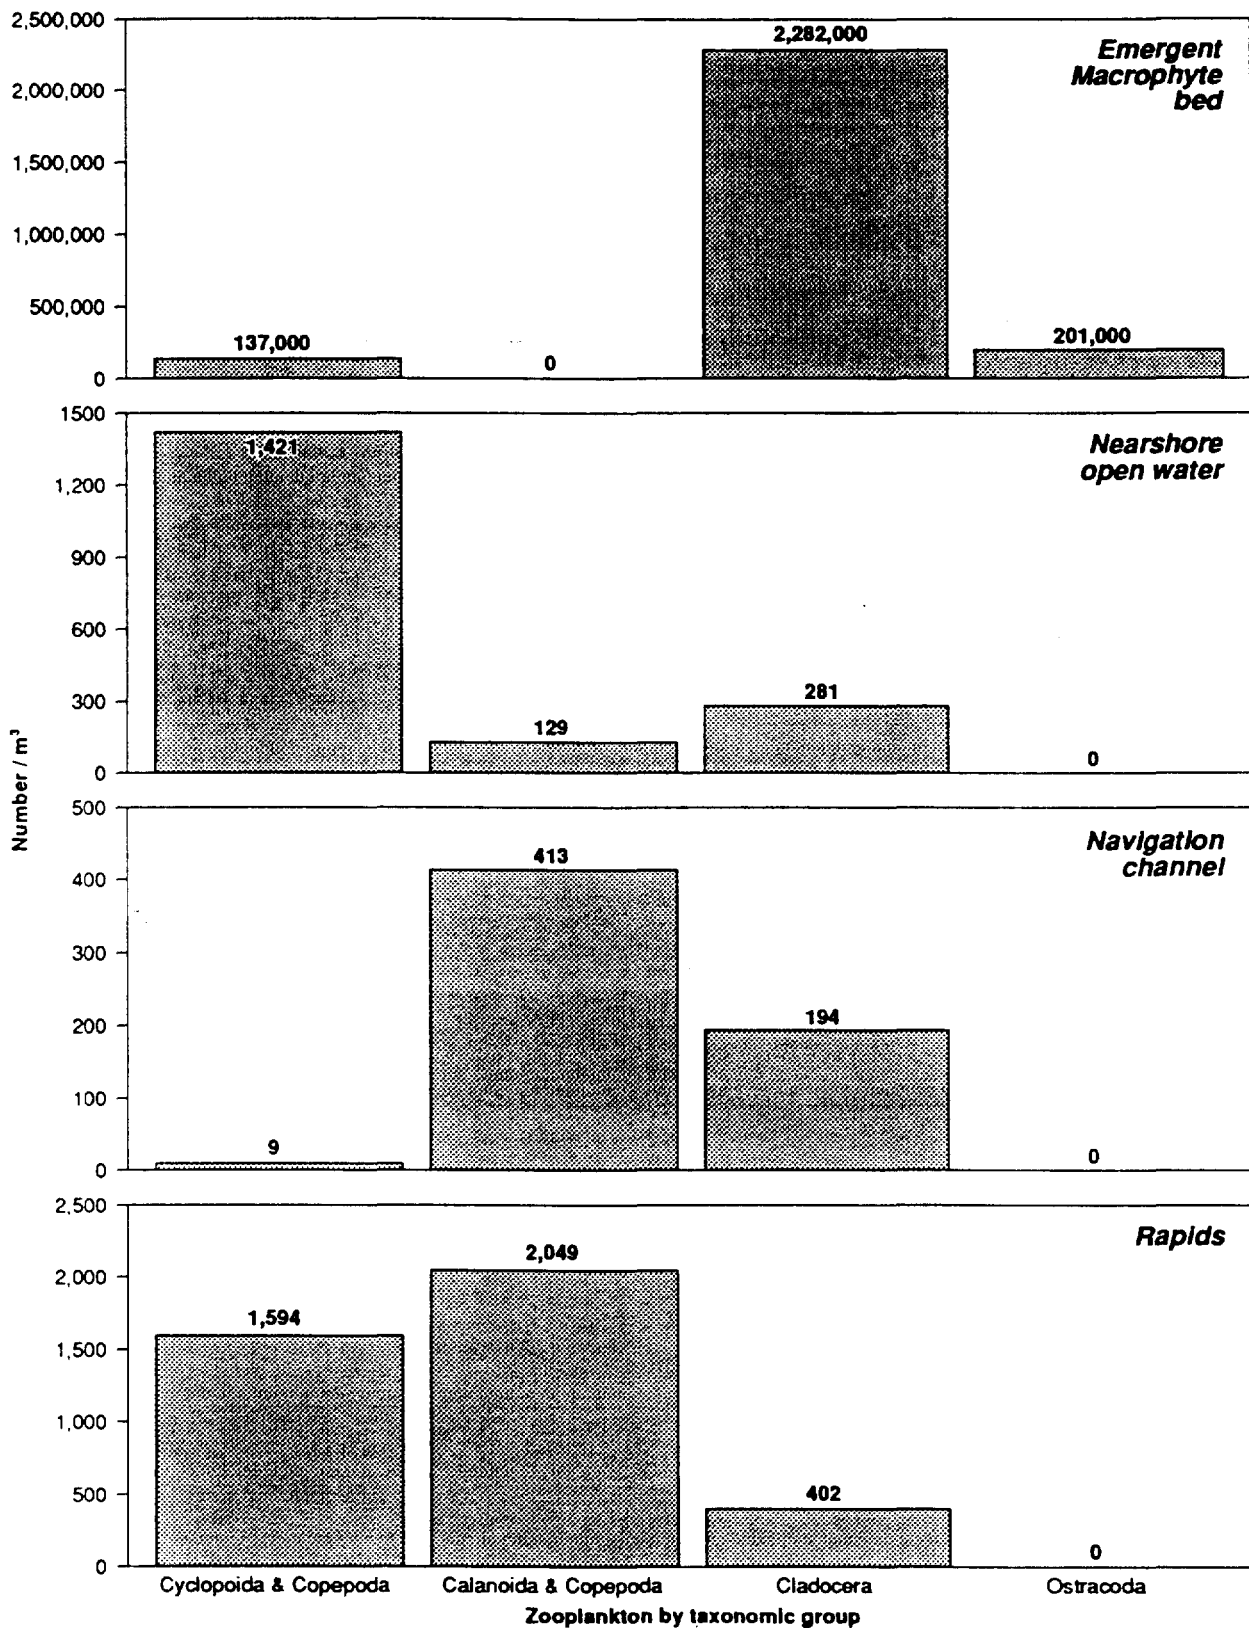 2,500,000
2,000,000
1,500,000
1,000,000
500,000
0
137,000
0
2,282,000
201,000
Emergent
Macrophyte
bed
1500
1,200
900
600
300
0
1,421
129
281
0
Nearshore
open water
Number / m³
500
400
300
200
100
0
9
413
194
0
Navigation
channel
2,500
2,000
1,500
1,000
500
0
1,594
2,049
402
0
Rapids
Cyclopoida & Copepoda
Calanoida & Copepoda
Cladocera
Ostracoda
Zooplankton by taxonomic group